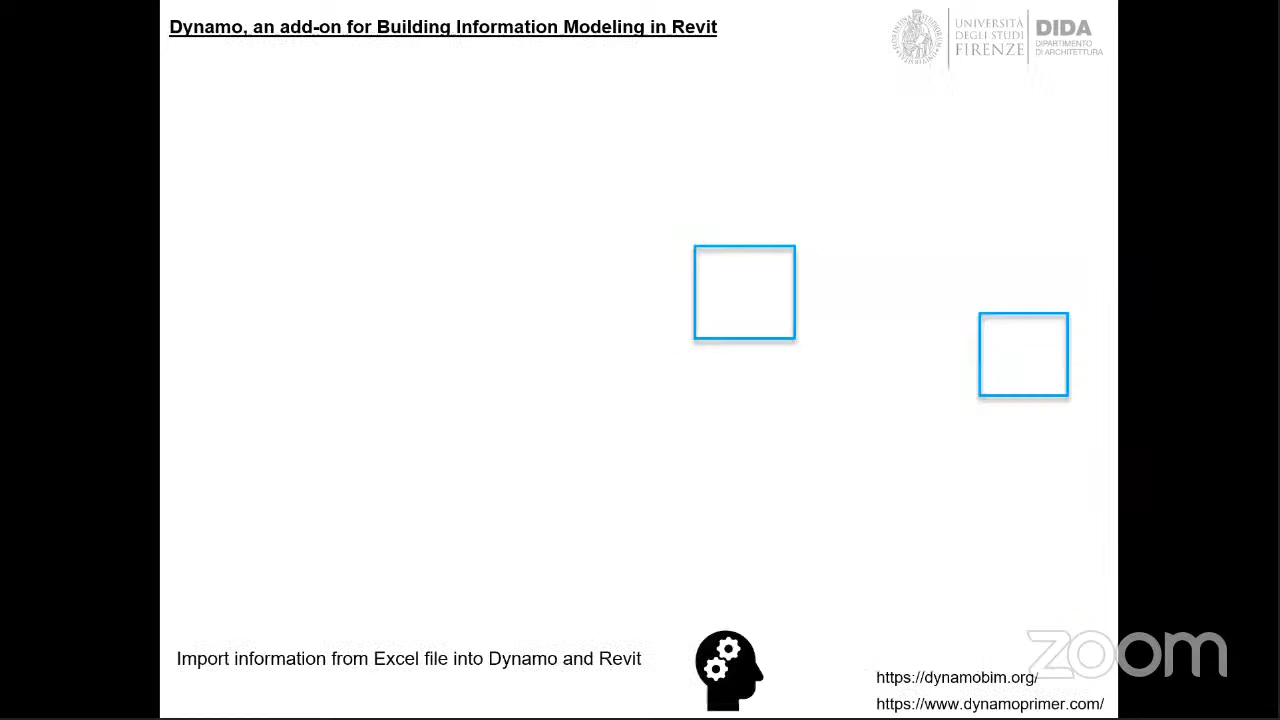 Dynamo, an add-on for Building Information Modeling in Revit
UNIVERSITÀ
DEGLI STUDI
FIRENZE
DIDA
DIPARTIMENTO
DI ARCHITETTURA
Import information from Excel file into Dynamo and Revit
zoom
https://dynamobim.org/
https://www.dynamoprimer.com/